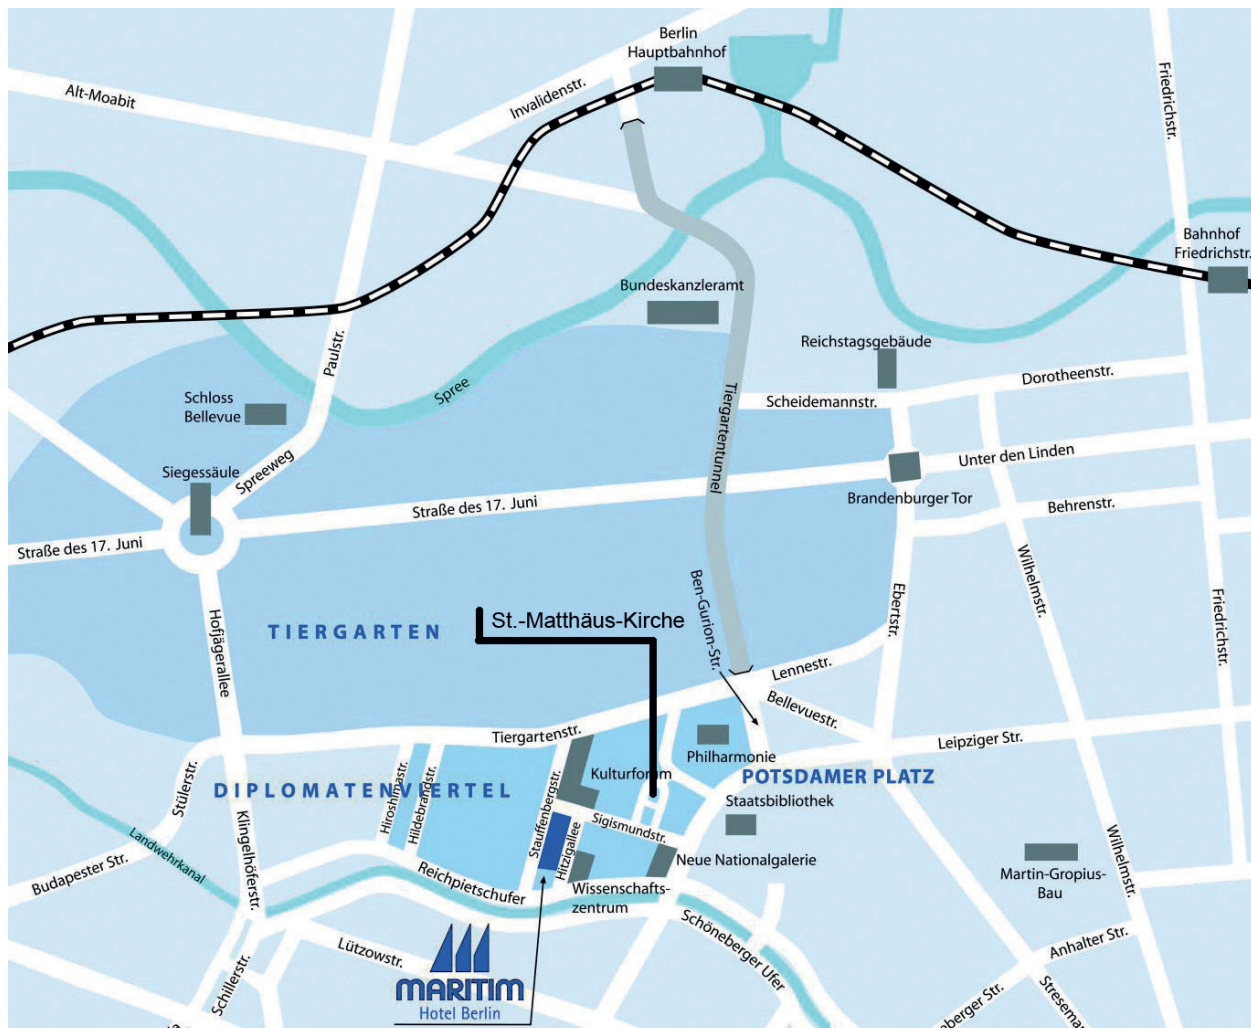 Berlin
Hauptbahnhof
Alt-Moabit
Invalidenstr.
Friedrichstr.
Bahnhof
Friedrichstr.
Bundeskanzleramt
Reichstagsgebäude
Paulstr.
Spree
Dorotheenstr.
Scheidemannstr.
Schloss
Bellevue
Siegessäule
Spreeweg
Tiergartentunnel
Unter den Linden
Brandenburger Tor
Behrenstr.
Straße des 17. Juni
Straße des 17. Juni
Wilhelmstr.
Ben-Gurion-Str.
Ebertstr.
Friedrichstr.
Hofjägerallee
TIERGARTEN
St.-Matthäus-Kirche
Lennestr.
Bellevuestr.
Tiergartenstr.
Leipziger Str.
Philharmonie
Kulturforum
POTSDAMER PLATZ
Stülerstr.
DIPLOMATENVIERTEL
Hiroshimastr.
Hildebrandstr.
Stauffenbergstr.
Hitzigallee
Sigismundstr.
Staatsbibliothek
Landwehrkanal
Klingelhöferstr.
Budapester Str.
Reichpietschufer
Neue Nationalgalerie
Wissenschafts-
zentrum
Martin-Gropius-
Bau
Wilhelmstr.
Schöneberger Ufer
Anhalter Str.
Lützowstr.
Schillerstr.
MARITIM
Hotel Berlin
neberger Str.
Stresema